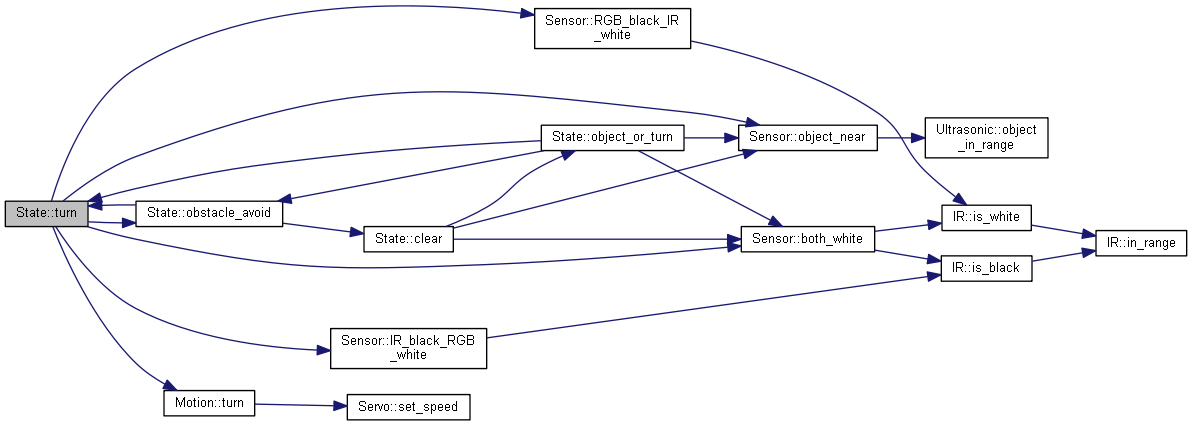 Sensor::RGB_black_IR
_white
State::object_or_turn
Sensor::object_near
Ultrasonic::object
_in_range
State::turn
State::obstacle_avoid
State::clear
Sensor::both_white
IR::is_white
IR::in_range
IR::is_black
Sensor::IR_black_RGB
_white
Motion::turn
Servo::set_speed